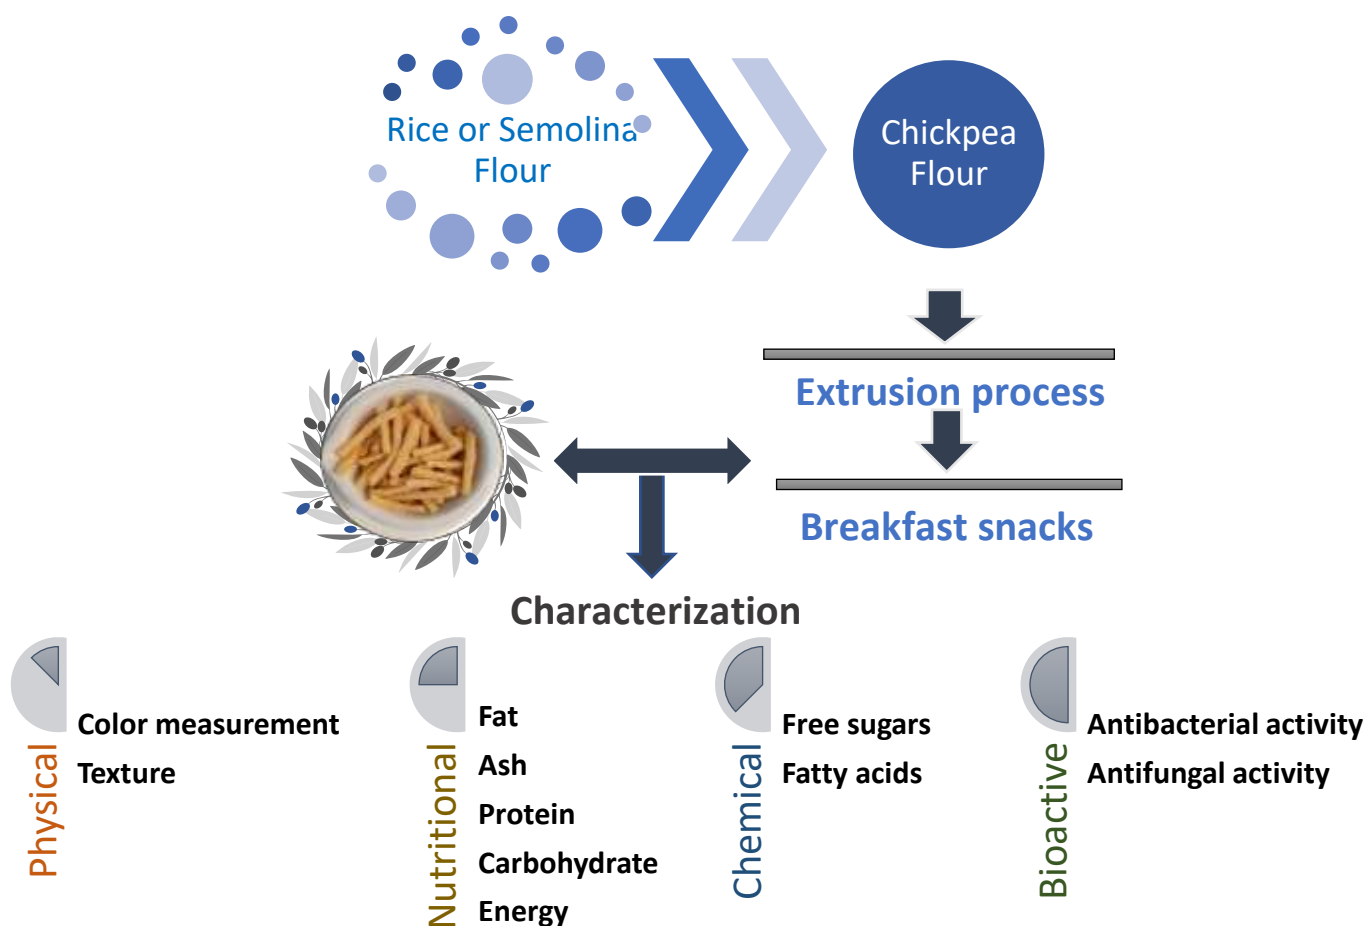 Rice or Semolina
Flour
Chickpea
Flour
Extrusion process
Breakfast snacks
Characterization
Physical
Color measurement
Texture
Nutritional
Fat
Ash
Protein
Carbohydrate
Energy
Chemical
Free sugars
Fatty acids
Bioactive
Antibacterial activity
Antifungal activity